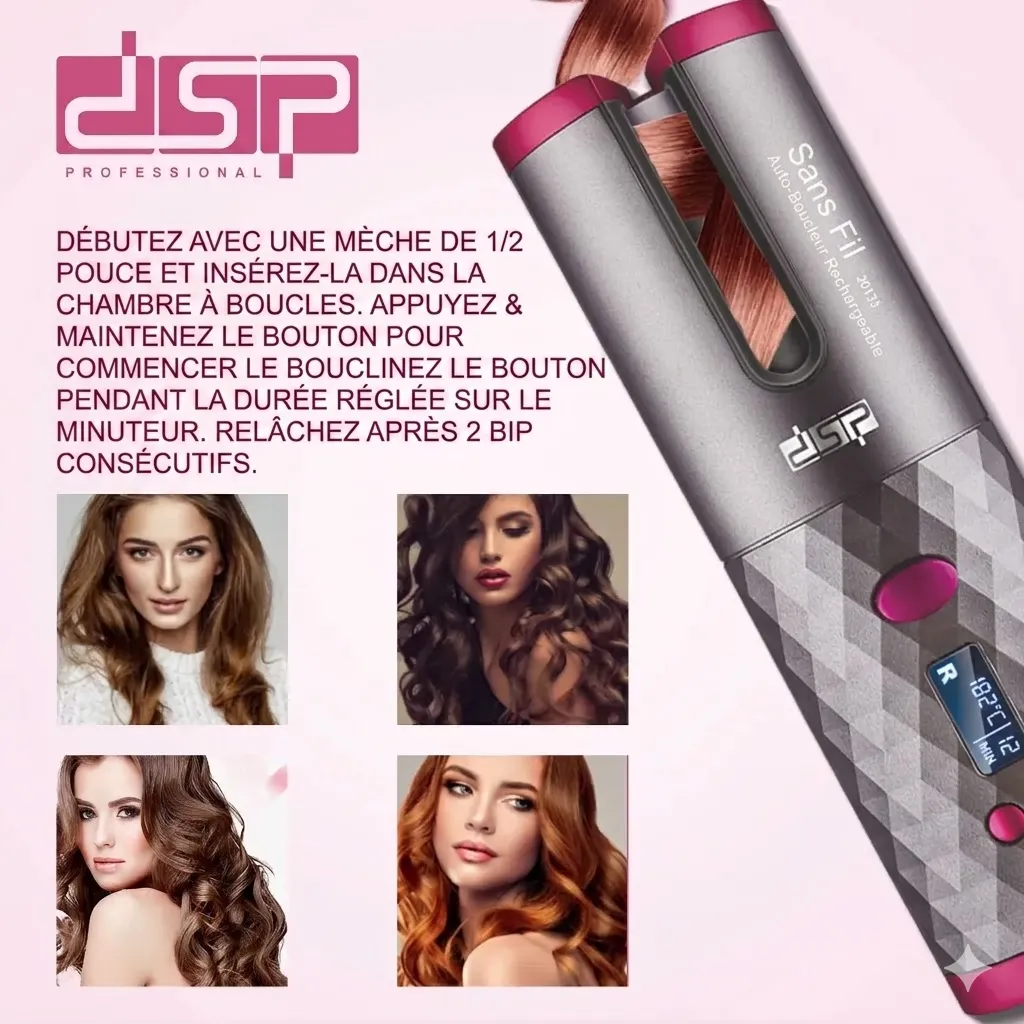 dsp
PROFESSIONAL
DÉBUTEZ AVEC UNE MÈCHE DE 1/2
POUCE ET INSÉREZ-LA DANS LA
CHAMBRE À BOUCLES. APPUYEZ &
MAINTENEZ LE BOUTON POUR
COMMENCER LE BOUCLINEZ LE BOUTON
PENDANT LA DURÉE RÉGLÉE SUR LE
MINUTEUR. RELÂCHEZ APRÈS 2 BIP
CONSÉCUTIFS.
Sans Fil
Auto-Boucleur Rechargeable
dsp
R
182°C
12
MIN